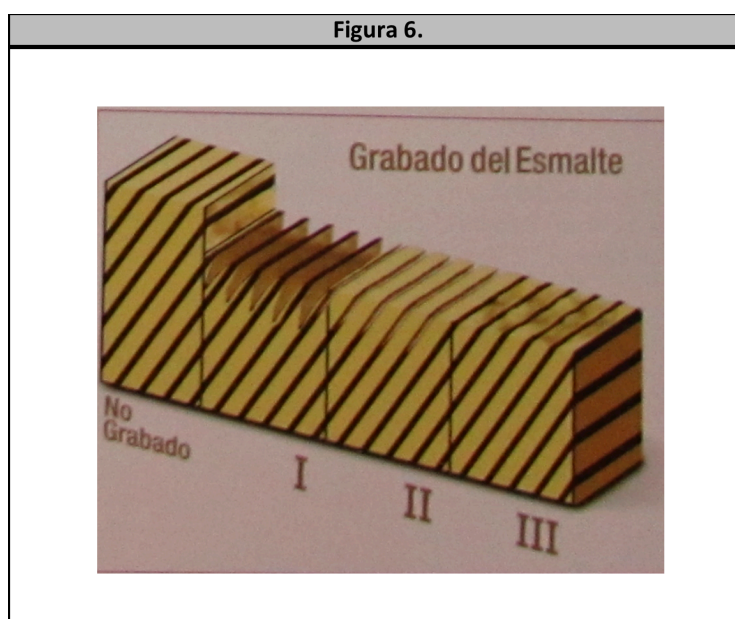 Figura 6.
Grabado del Esmalte
No
Grabado
I
II
III